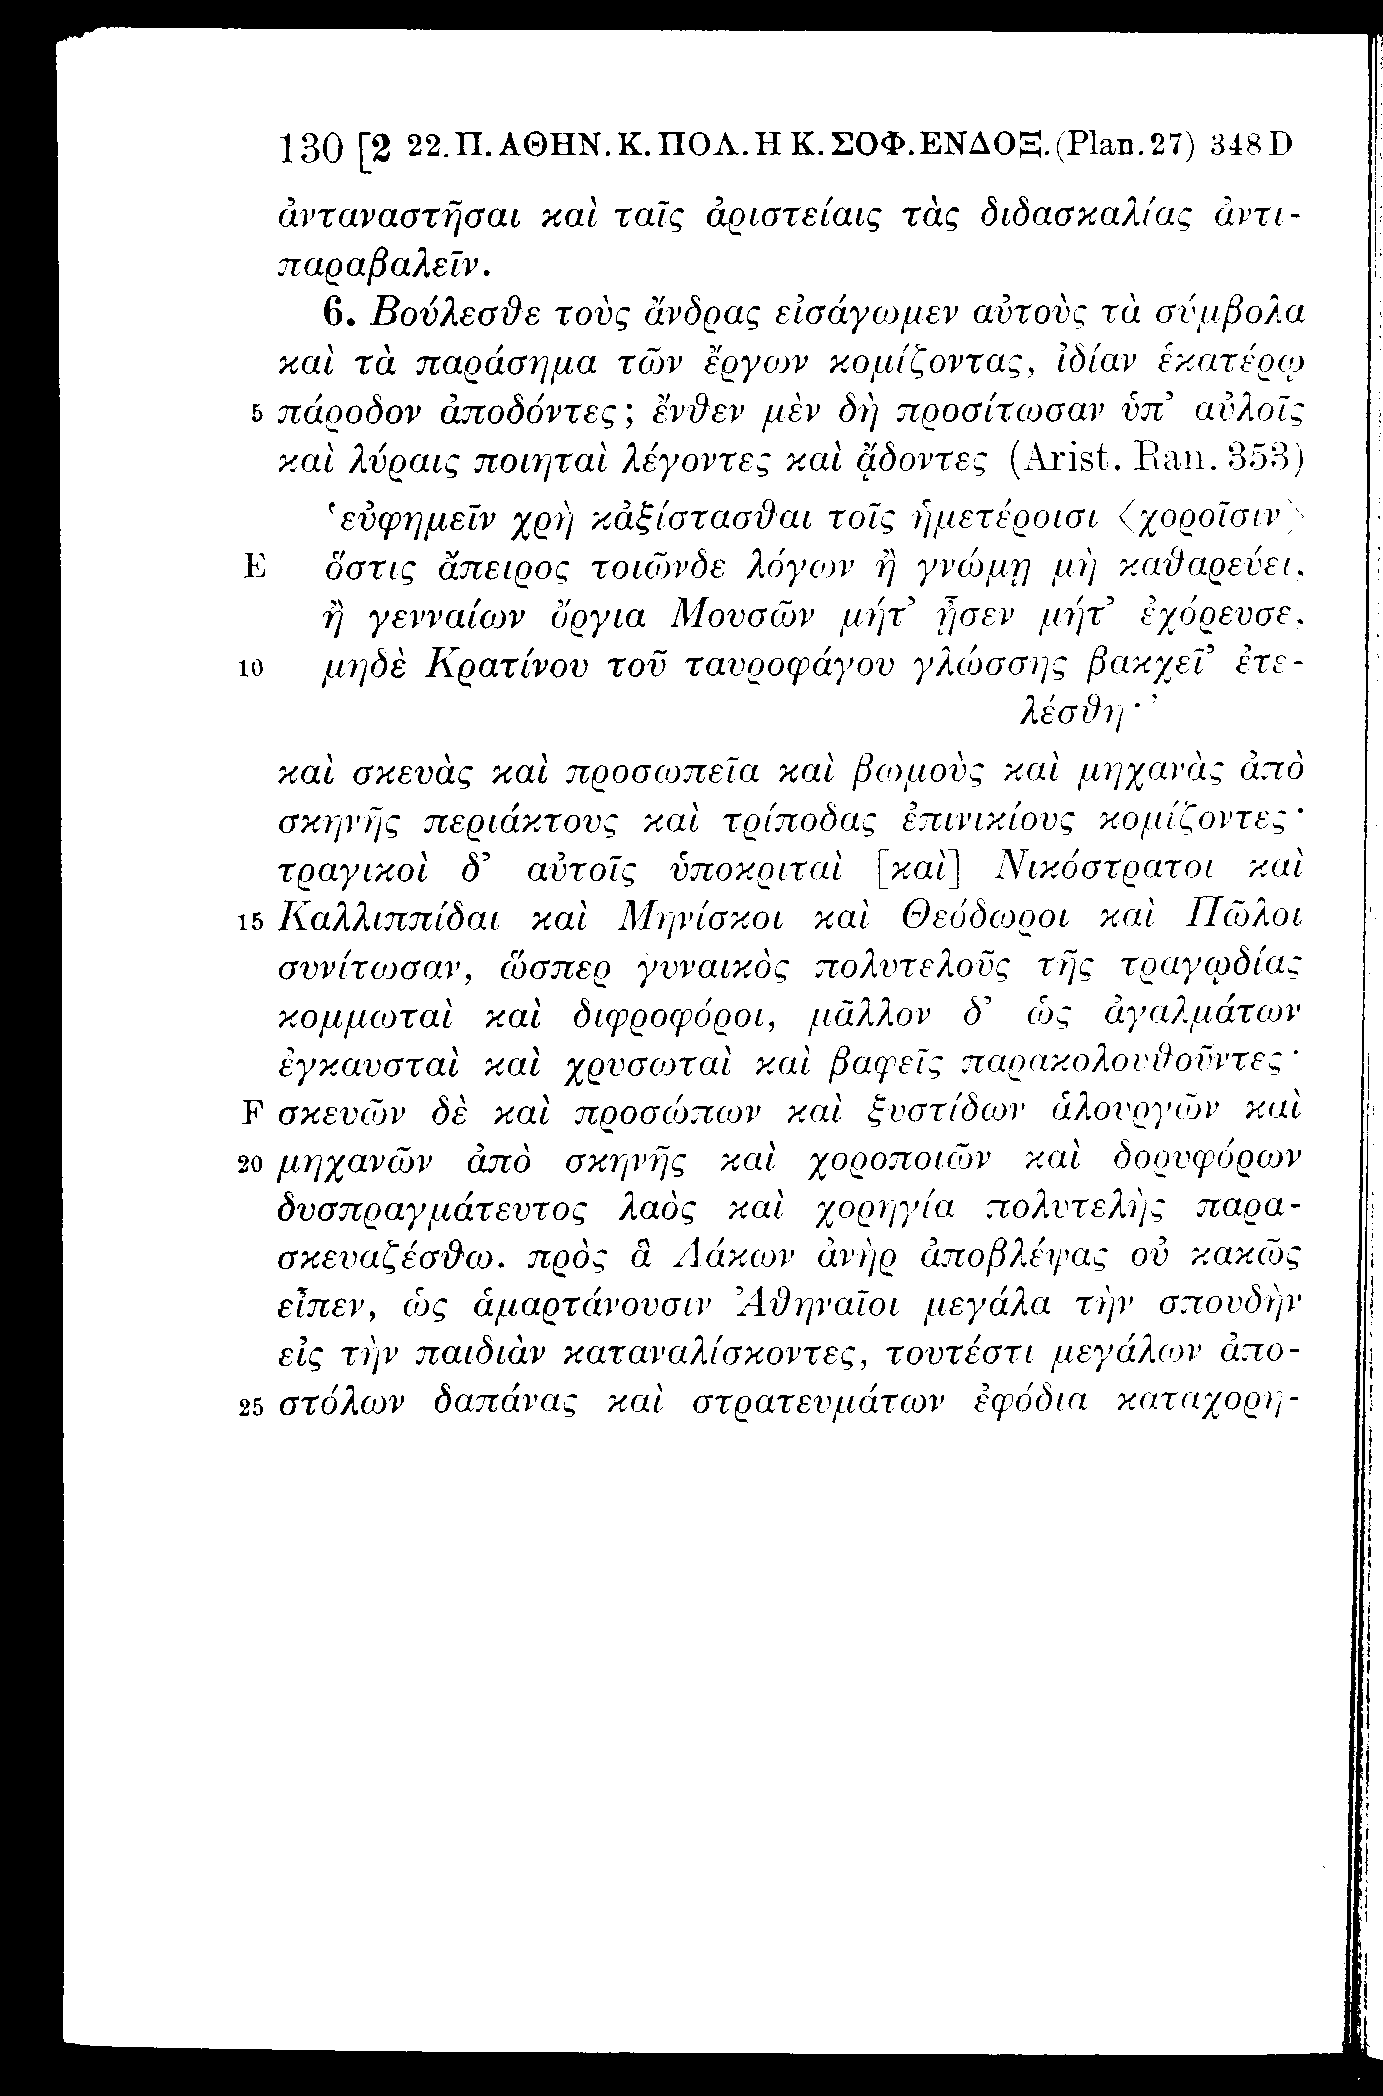 130 [2 22. Π. ΑΘΗΝ. Κ. ΠΟΛ. Η Κ. ΣΟΦ. ΕΝΔΟΞ. (Plan. 27) 348 D
ἀνταναστῆσαι καὶ ταῖς ἀριστείαις τὰς διδασκαλίας ἀντι-
παραβαλεῖν.
6. Βούλεσθε τοὺς ἄνδρας εἰσάγωμεν αὐτοὺς τὰ σύμβολα
καὶ τὰ παράσημα τῶν ἔργων κομίζοντας, ἰδίαν ἑκατέρῳ
5 πάροδον ἀποδόντες; ἔνθεν μὲν δὴ προσίτωσαν ὑπ’ αὐλοῖς
καὶ λύραις ποιηταὶ λέγοντες καὶ ᾄδοντες (Arist. Ran. 353)
‘εὐφημεῖν χρὴ κἀξίστασθαι τοῖς ἡμετέροισι <χοροῖσιν>
E ὅστις ἄπειρος τοιῶνδε λόγων ἢ γνώμῃ μὴ καθαρεύει,
ἢ γενναίων ὄργια Μουσῶν μήτ’ ᾖσεν μήτ’ ἐχόρευσε,
10 μηδὲ Κρατίνου τοῦ ταυροφάγου γλώσσης βακχεῖ’ ἐτε-
λέσθη·’
καὶ σκευὰς καὶ προσωπεῖα καὶ βωμοὺς καὶ μηχανὰς ἀπὸ
σκηνῆς περιάκτους καὶ τρίποδας ἐπινικίους κομίζοντες·
τραγικοὶ δ’ αὐτοῖς ὑποκριταὶ [καὶ] Νικόστρατοι καὶ
15 Καλλιππίδαι καὶ Μηνίσκοι καὶ Θεόδωροι καὶ Πῶλοι
συνίτωσαν, ὥσπερ γυναικὸς πολυτελοῦς τῆς τραγῳδίας
κομμωταὶ καὶ διφροφόροι, μᾶλλον δ’ ὡς ἀγαλμάτων
ἐγκαυσταὶ καὶ χρυσωταὶ καὶ βαφεῖς παρακολουθοῦντες·
F σκευῶν δὲ καὶ προσώπων καὶ ξυστίδων ἁλουργῶν καὶ
20 μηχανῶν ἀπὸ σκηνῆς καὶ χοροποιῶν καὶ δορυφόρων
δυσπραγμάτευτος λαὸς καὶ χορηγία πολυτελὴς παρα-
σκευαζέσθω. πρὸς ἃ Λάκων ἀνὴρ ἀποβλέψας οὐ κακῶς
εἶπεν, ὡς ἁμαρτάνουσιν Ἀθηναῖοι μεγάλα τὴν σπουδὴν
εἰς τὴν παιδιὰν καταναλίσκοντες, τουτέστι μεγάλων ἀπο-
25 στόλων δαπάνας καὶ στρατευμάτων ἐφόδια καταχορη-